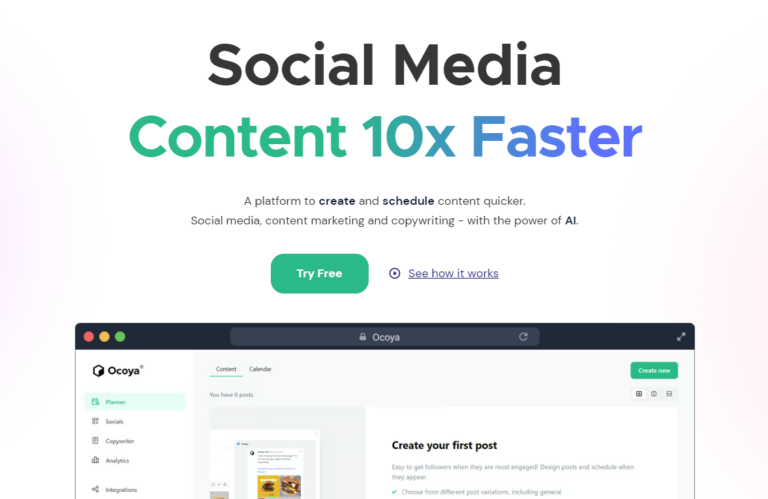 Social Media
Content 10x Faster
A platform to create and schedule content quicker.
Social media, content marketing and copywriting - with the power of AI.
Try Free
See how it works
Ocoya
Ocoya®
Content
Calendar
Create new
Planner
You have 0 posts.
Socials
Copywriter
Analytics
Integrations
Create your first post
Easy to get followers when they are most engaged! Design posts and schedule when
they appear.
Choose from different post variations, including general